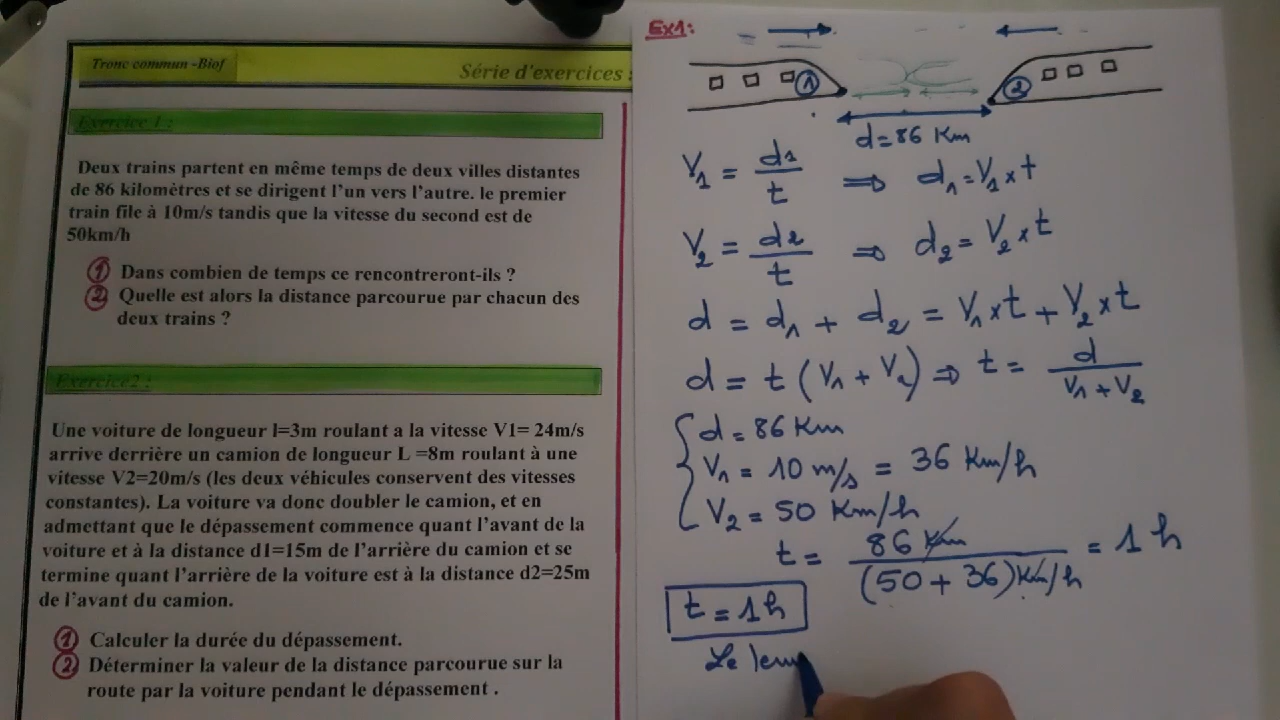 Tronc commun -Biof
Série d'exercices :
Exercice 1 :
Deux trains partent en même temps de deux villes distantes
de 86 kilomètres et se dirigent l'un vers l'autre. le premier
train file à 10m/s tandis que la vitesse du second est de
50km/h
① Dans combien de temps ce rencontreront-ils ?
② Quelle est alors la distance parcourue par chacun des
deux trains ?
Exercice2 :
Une voiture de longueur l=3m roulant a la vitesse V1= 24m/s
arrive derrière un camion de longueur L =8m roulant à une
vitesse V2=20m/s (les deux véhicules conservent des vitesses
constantes). La voiture va donc doubler le camion, et en
admettant que le dépassement commence quant l'avant de la
voiture et à la distance d1=15m de l'arrière du camion et se
termine quant l'arrière de la voiture est à la distance d2=25m
de l'avant du camion.
① Calculer la durée du dépassement.
② Déterminer la valeur de la distance parcourue sur la
route par la voiture pendant le dépassement .
Ex1:
① ②
d=86 Km
V₁ = d₁/t ⇒ d₁=V₁×t
V₂ = d₂/t ⇒ d₂=V₂×t
d = d₁ + d₂ = V₁×t + V₂×t
d = t (V₁ + V₂) ⇒ t = d/(V₁+V₂)
d = 86 Km
V₁ = 10 m/s = 36 Km/h
V₂ = 50 Km/h
t = 86 Km/(50 + 36)Km/h = 1 h
t = 1 h
Le